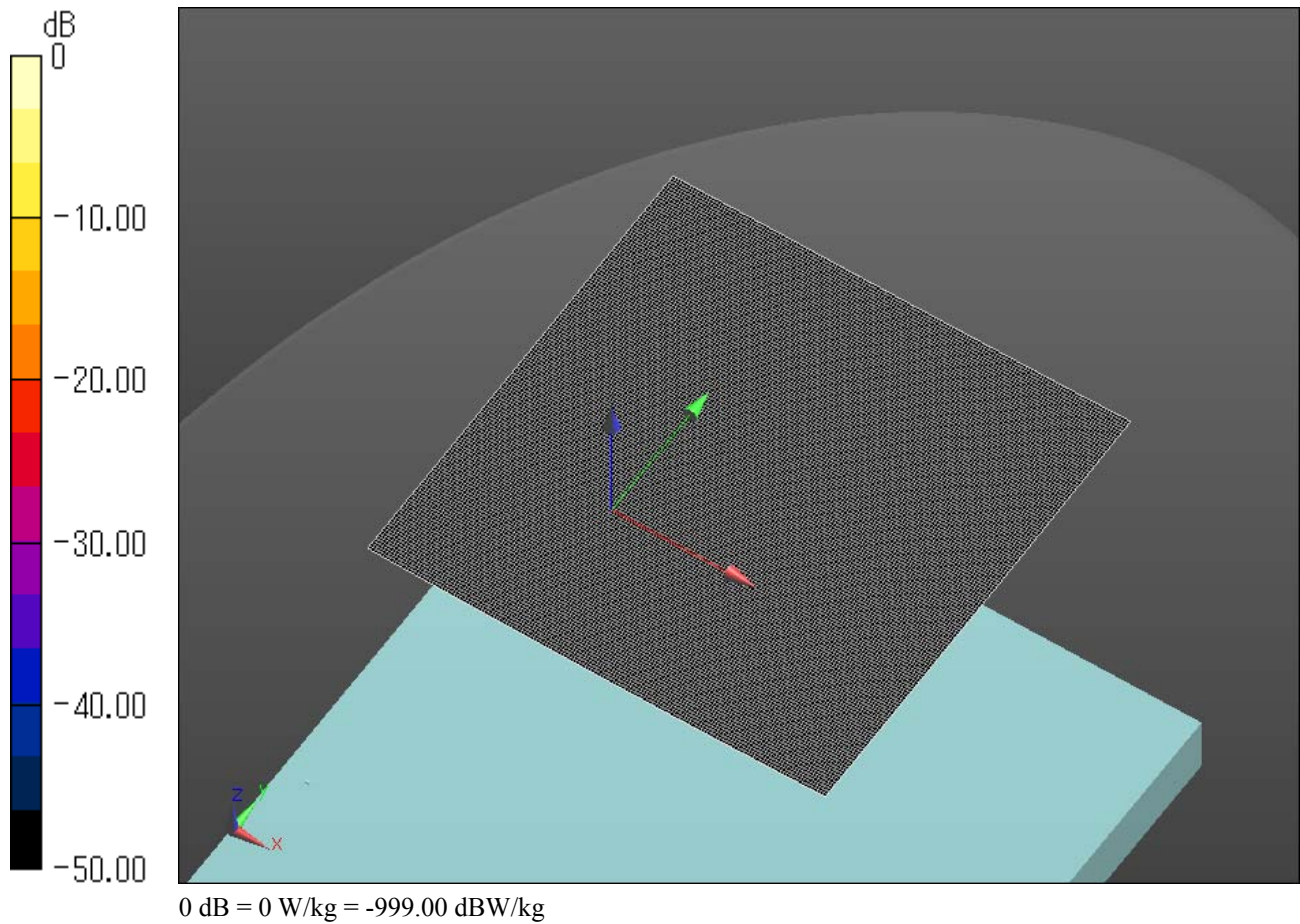 dB
0
-10.00
-20.00
-30.00
-40.00
-50.00
Z
Y
X
0 dB = 0 W/kg = -999.00 dBW/kg